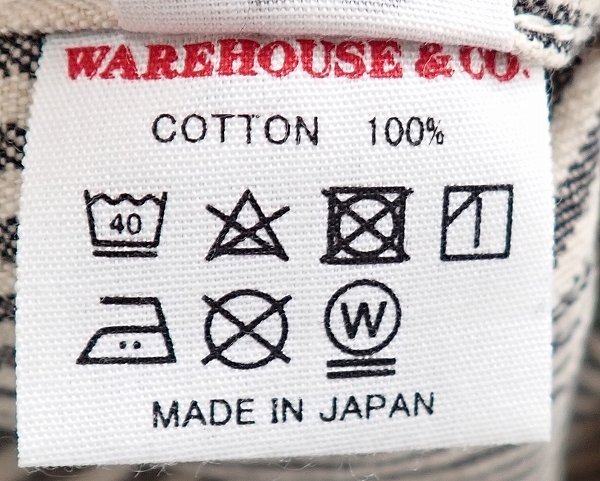 WAREHOUSE & CO.
COTTON 100%
40
W
MADE IN JAPAN